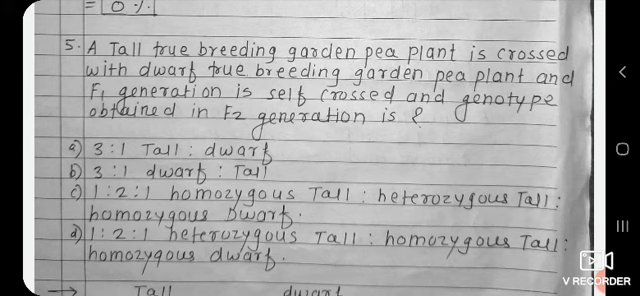 = 10 %
5. A Tall true breeding garden pea plant is crossed
with dwarf true breeding garden pea plant and
F1 generation is self crossed and genotype
obtained in F2 generation is ?
a) 3:1 Tall : dwarf
b) 3:1 dwarf : Tall
c) 1:2:1 homozygous Tall : heterozygous Tall :
homozygous Dwarf.
d) 1:2:1 heterozygous Tall : homozygous Tall :
homozygous dwarf.
→ Tall dwarf
V RECORDER